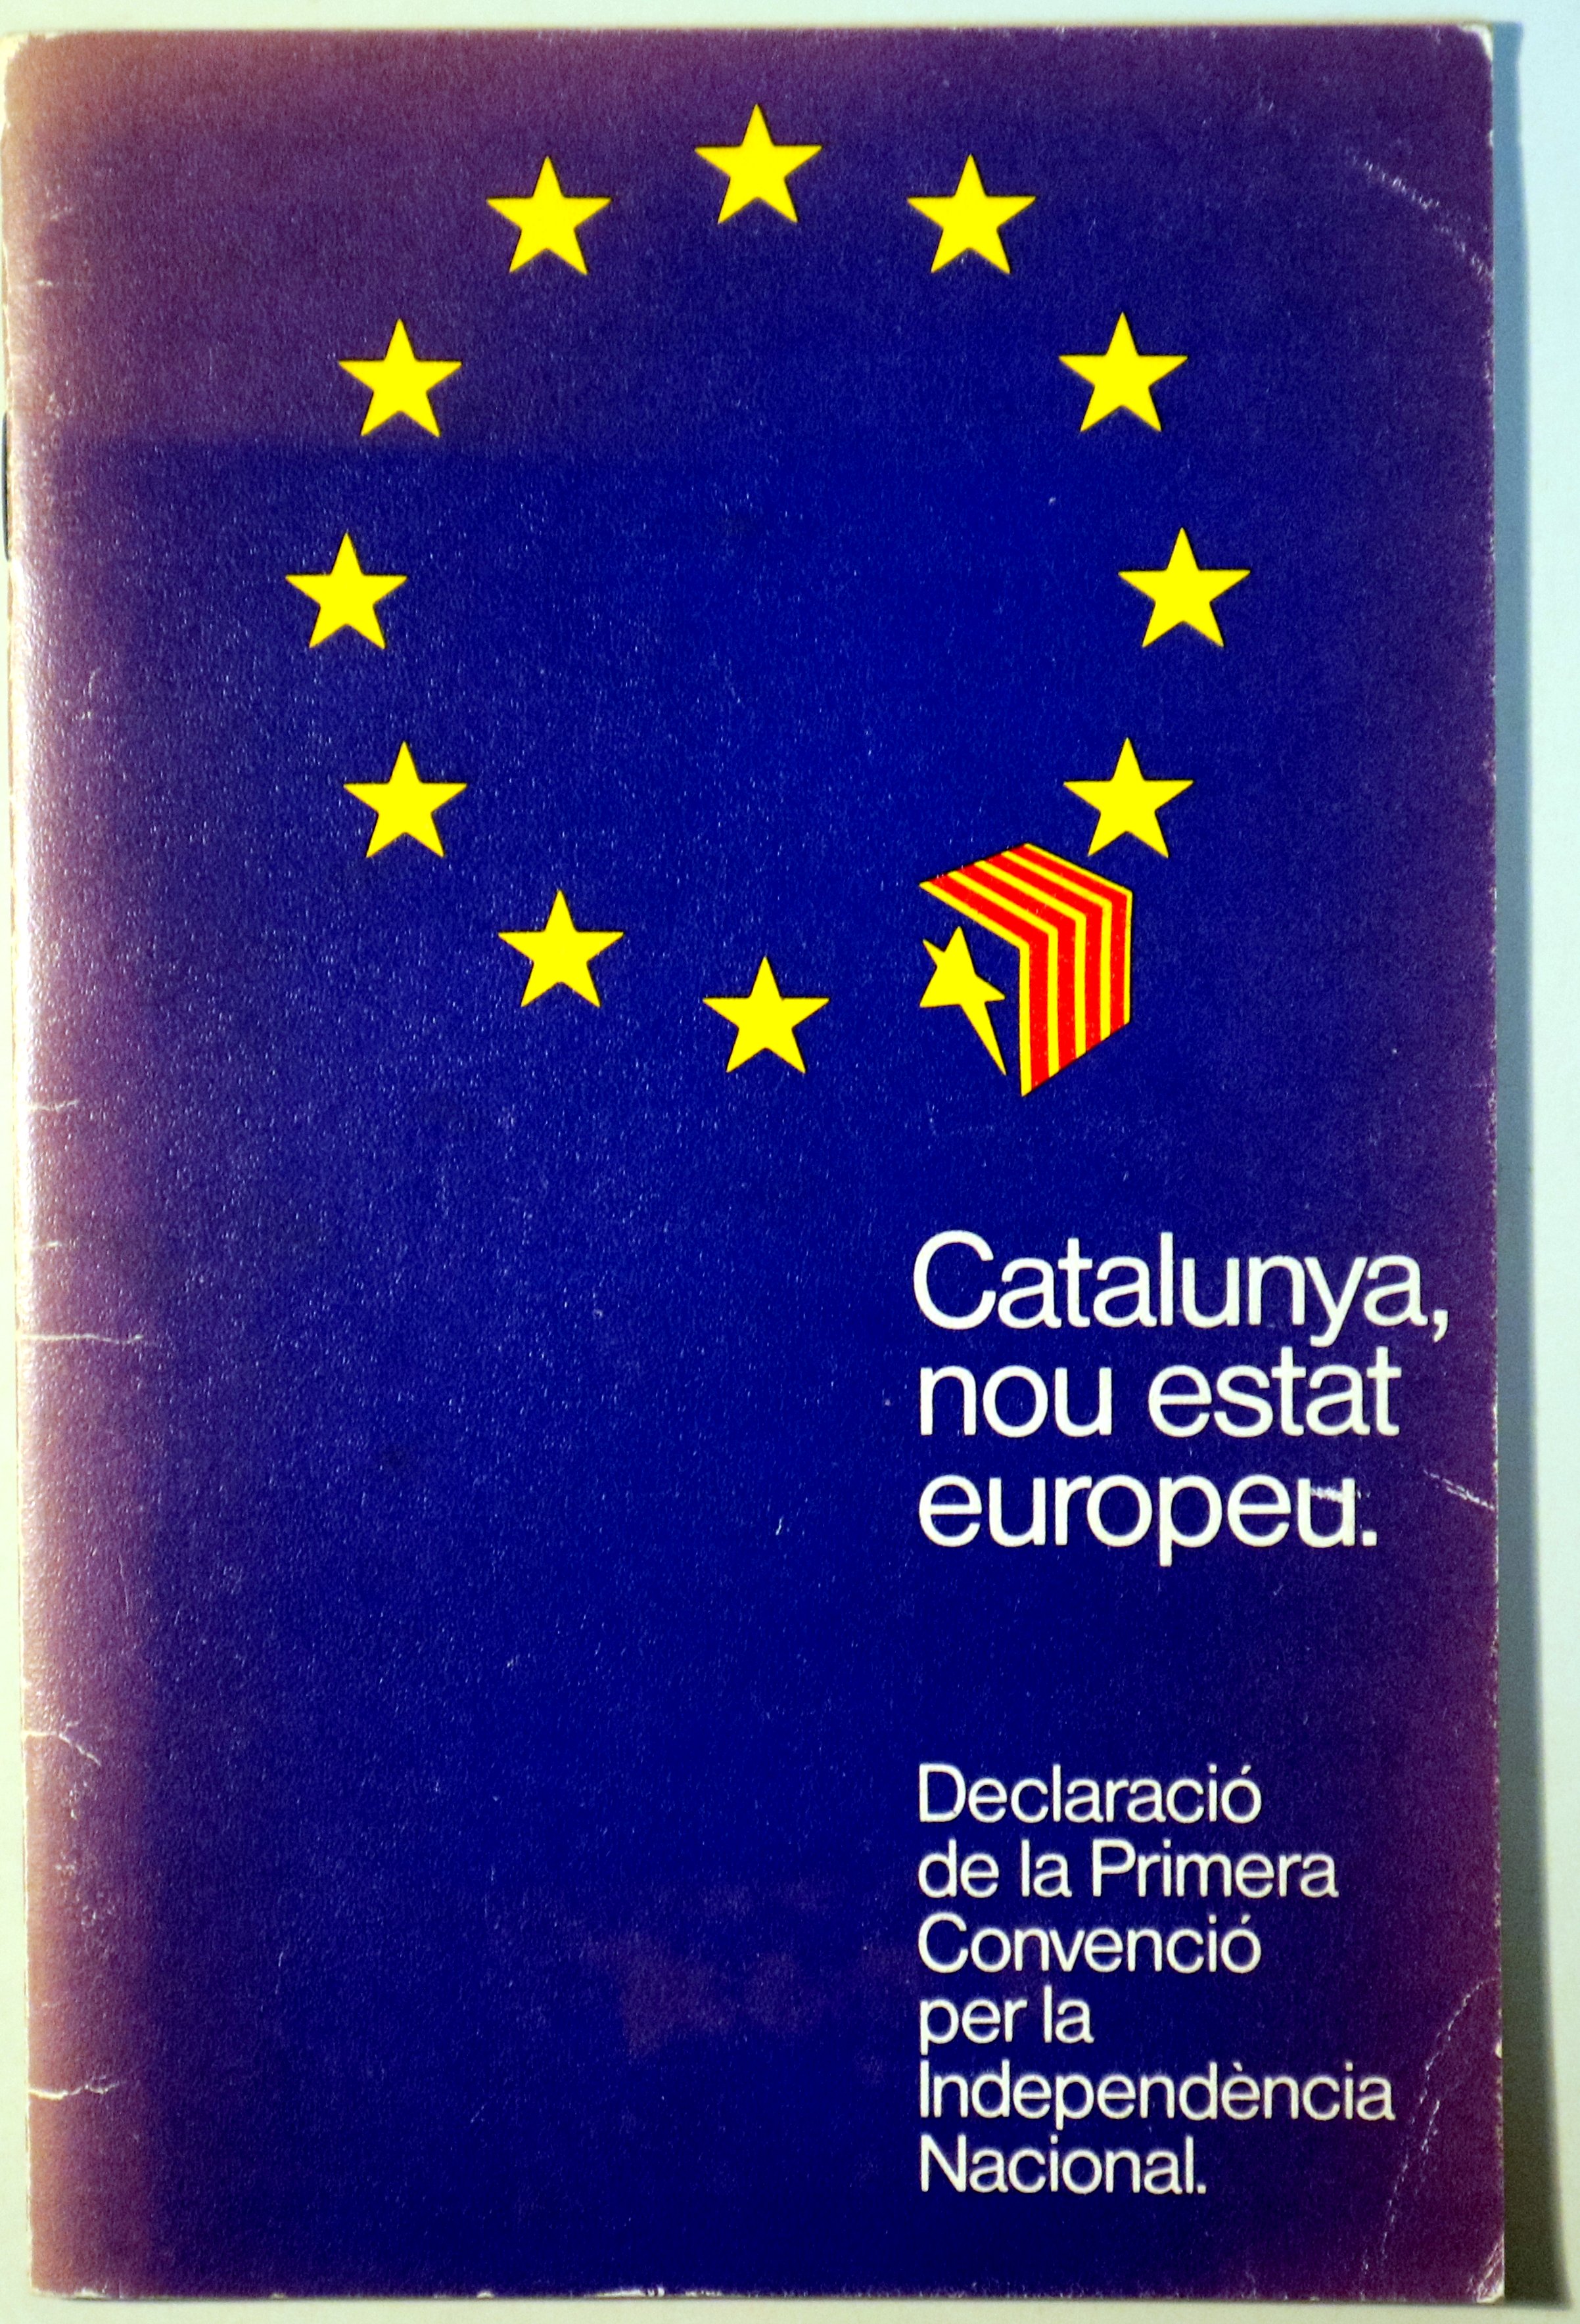 Catalunya,
nou estat
europeu.
Declaració
de la Primera
Convenció
per la
Independència
Nacional.